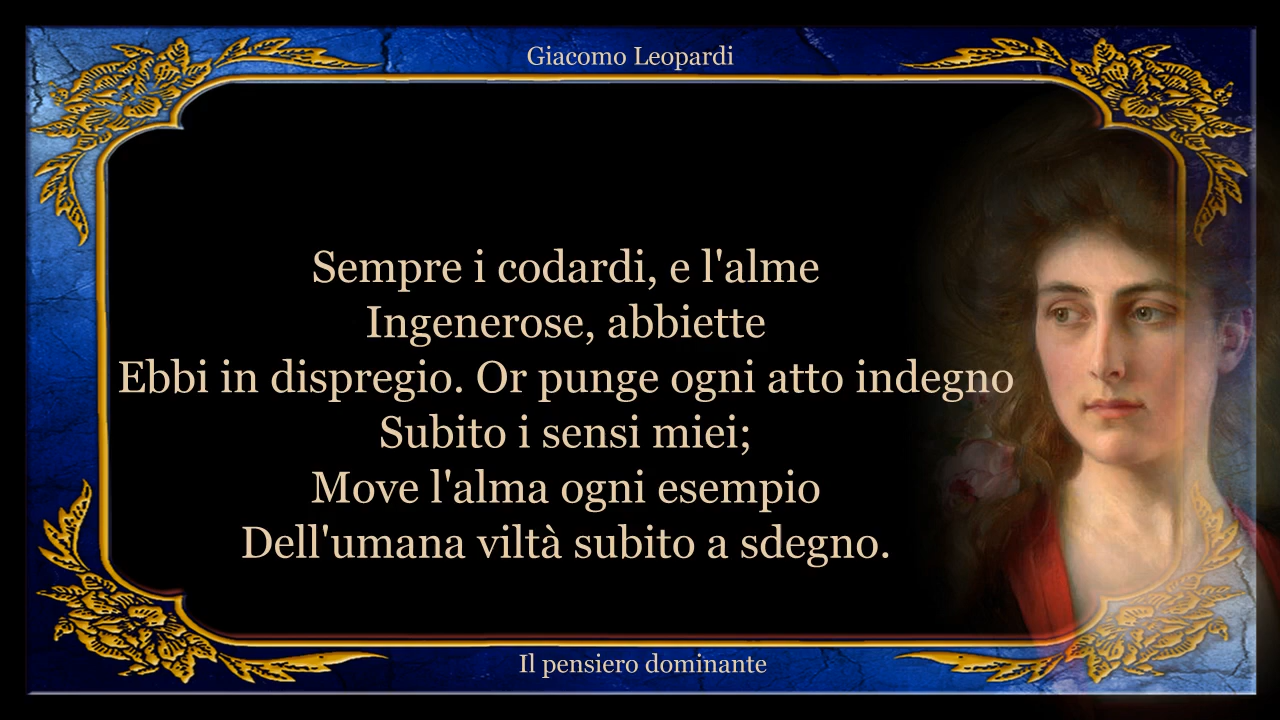 Giacomo Leopardi
Sempre i codardi, e l'alme
Ingenerose, abbiette
Ebbi in dispregio. Or punge ogni atto indegno
Subito i sensi miei;
Move l'alma ogni esempio
Dell'umana viltà subito a sdegno.
Il pensiero dominante